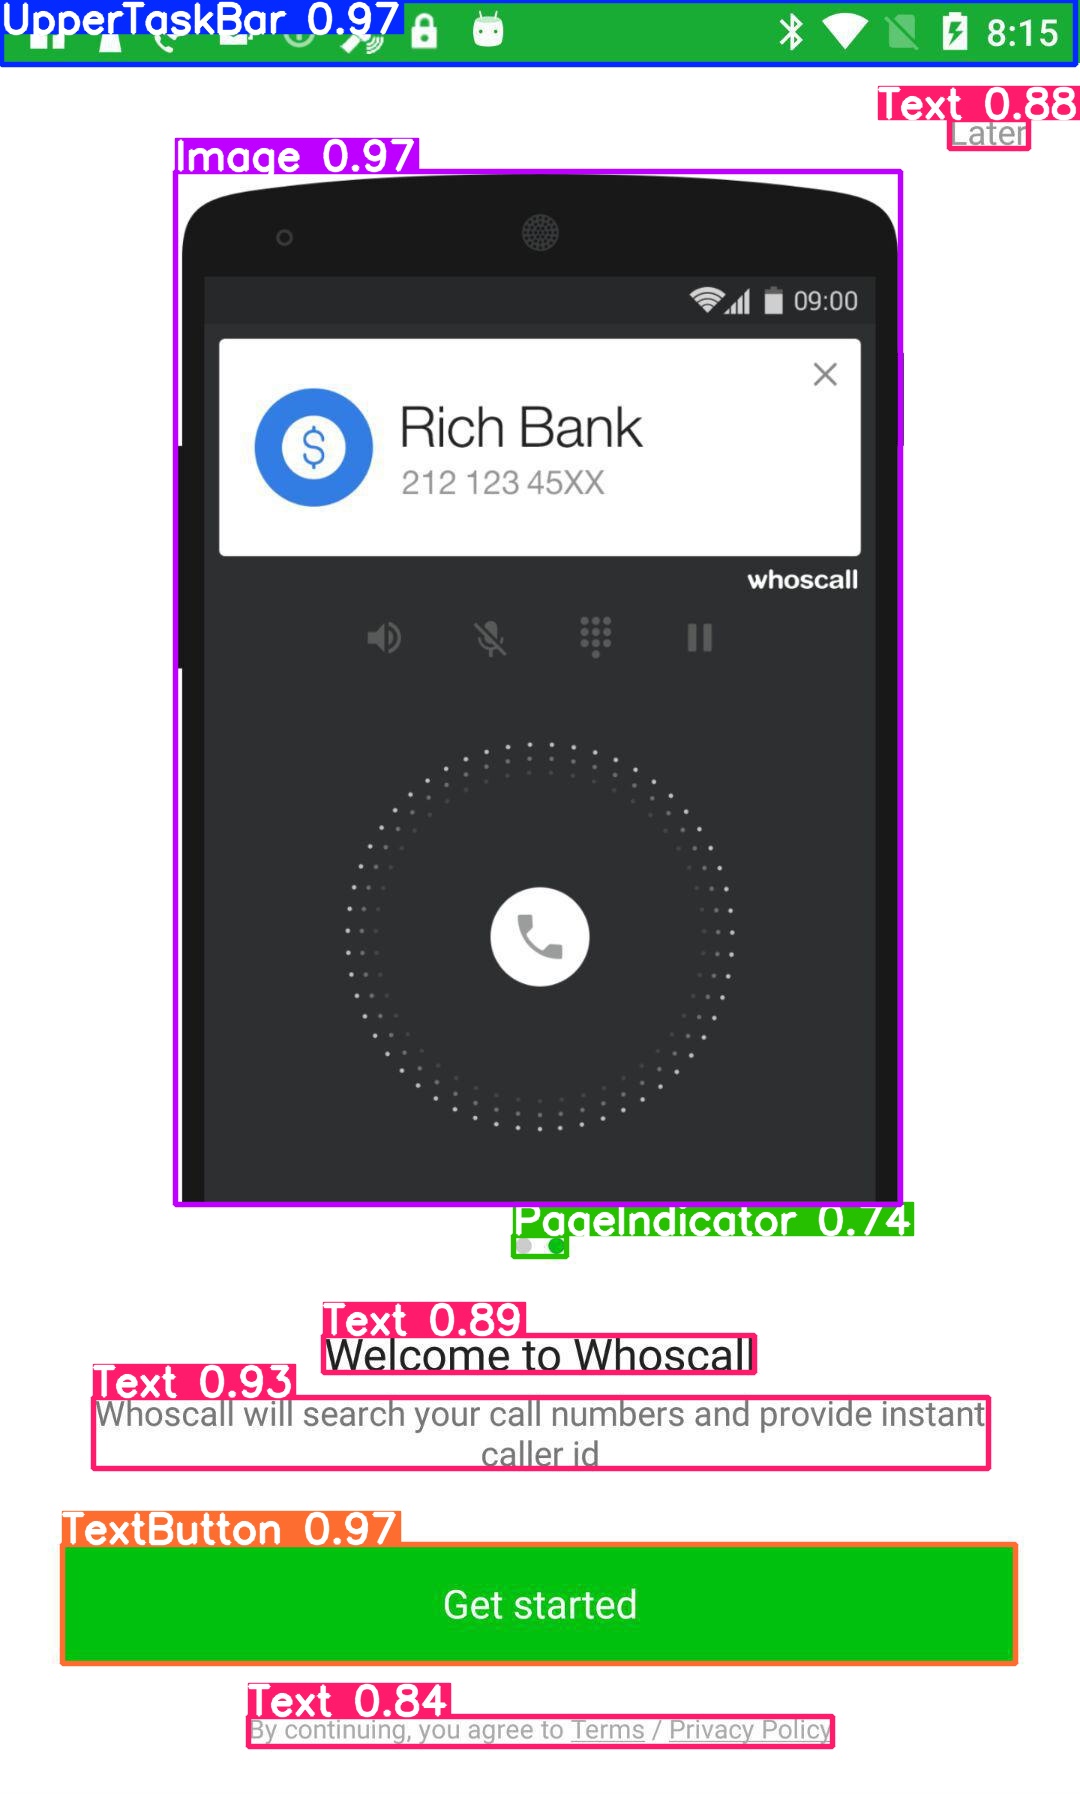 UpperTaskBar 0.97
8:15
Text 0.88
Later
Image 0.97
09:00
Rich Bank
212 123 45XX
whoscall
PageIndicator 0.74
Text 0.89
Welcome to Whoscall
Text 0.93
Whoscall will search your call numbers and provide instant
caller id
TextButton 0.97
Get started
Text 0.84
By continuing, you agree to Terms / Privacy Policy